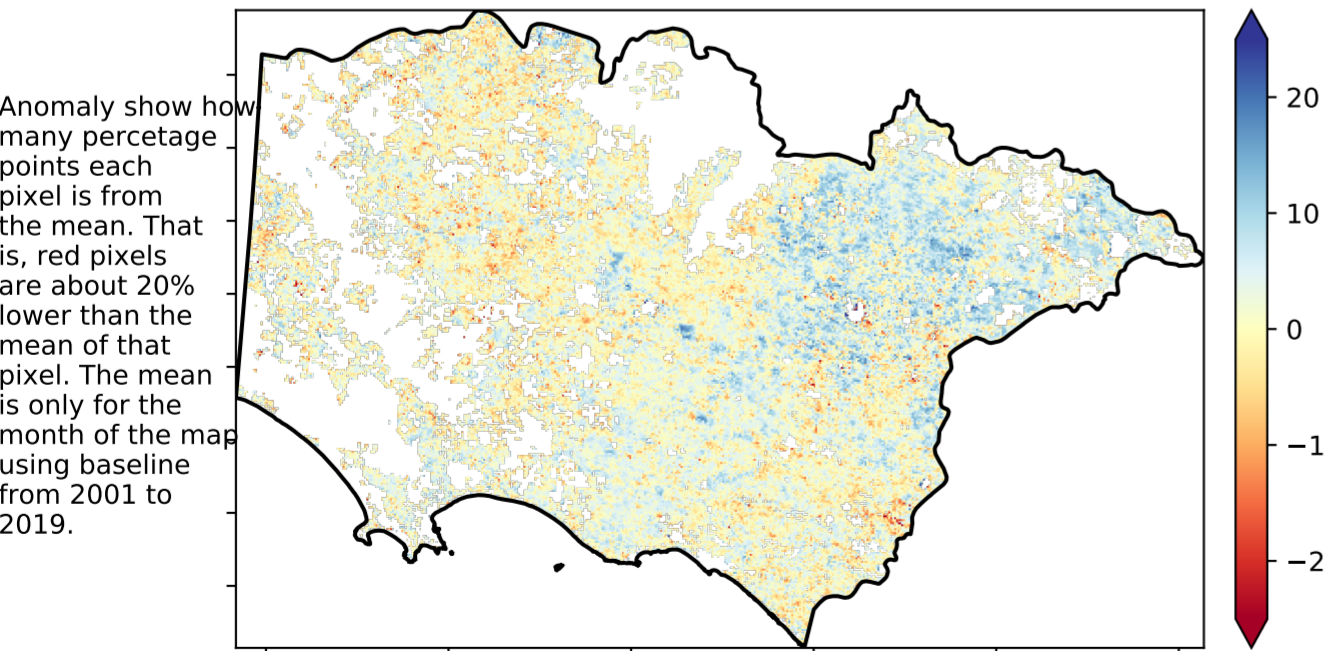 Anomaly show how
many percetage
points each
pixel is from
the mean. That
is, red pixels
are about 20%
lower than the
mean of that
pixel. The mean
is only for the
month of the map
using baseline
from 2001 to
2019.
20
10
0
−1
−2